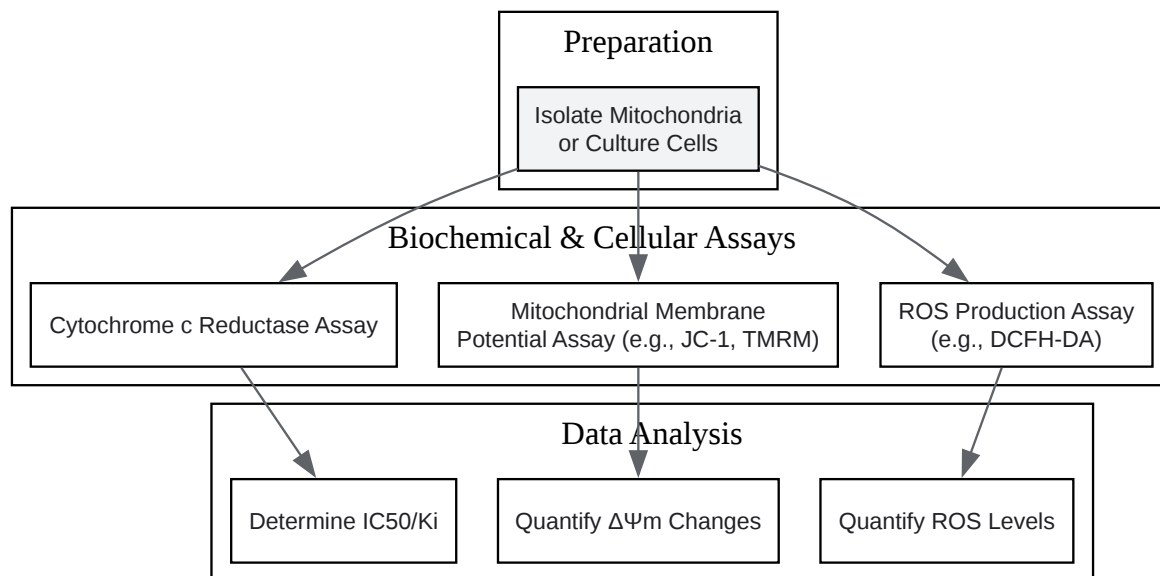 Preparation
Isolate Mitochondria
or Culture Cells
Biochemical & Cellular Assays
Cytochrome c Reductase Assay
Mitochondrial Membrane
Potential Assay (e.g., JC-1, TMRM)
ROS Production Assay
(e.g., DCFH-DA)
Data Analysis
Determine IC50/Ki
Quantify ΔΨm Changes
Quantify ROS Levels